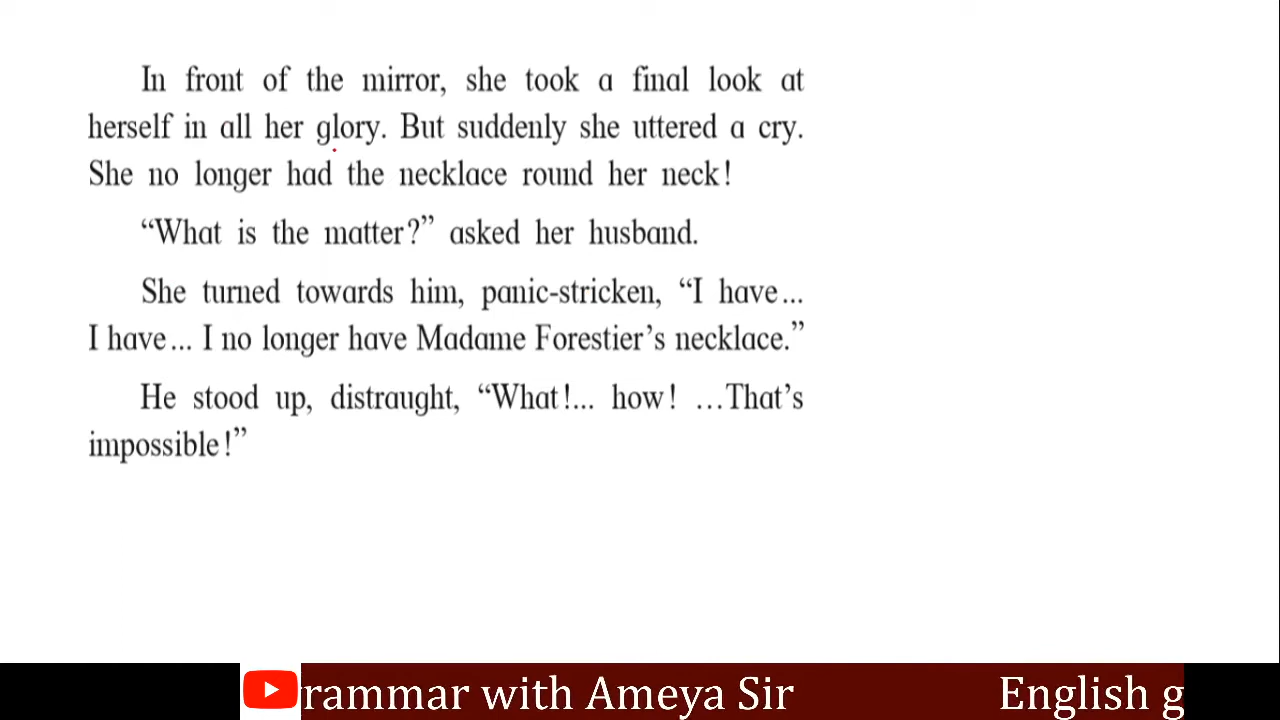 In front of the mirror, she took a final look at
herself in all her glory. But suddenly she uttered a cry.
She no longer had the necklace round her neck!
“What is the matter?” asked her husband.
She turned towards him, panic-stricken, “I have...
I have... I no longer have Madame Forestier’s necklace.”
He stood up, distraught, “What!... how! ...That’s
impossible!”
rammar with Ameya Sir English g